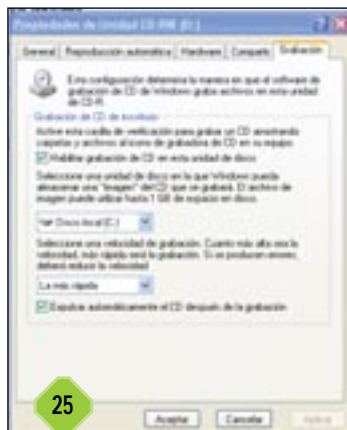 Propiedades de Unidad CD-RW (D:)
General Reproducción automática Hardware Compartir Grabación
Esta configuración determina la manera en que el software de
grabación de CD de Windows graba archivos en esta unidad
de CD-R.
Grabación de CD de escritorio
Active esta casilla de verificación para grabar un CD arrastrando
carpetas y archivos al icono de grabadora de CD en su equipo.
Habilitar grabación de CD en esta unidad de disco
Seleccione una unidad de disco en la que Windows pueda
almacenar una "imagen" del CD que se grabará. El archivo de
imagen puede utilizar hasta 1 GB de espacio en disco.
Disco local (C:)
Seleccione una velocidad de grabación. Cuanto más alta sea la
velocidad, más rápida será la grabación. Si se producen errores,
deberá reducir la velocidad.
La más rápida
Expulsar automáticamente el CD después de la grabación
25
Aceptar Cancelar Aplicar